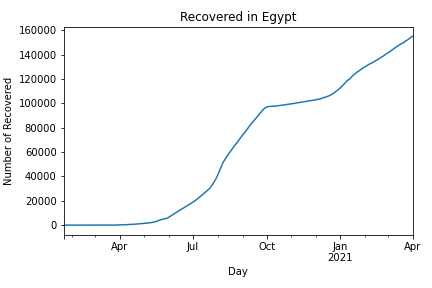 Recovered in Egypt
160000
140000
120000
100000
80000
60000
40000
20000
0
Number of Recovered
Apr
Jul
Oct
Jan
2021
Apr
Day